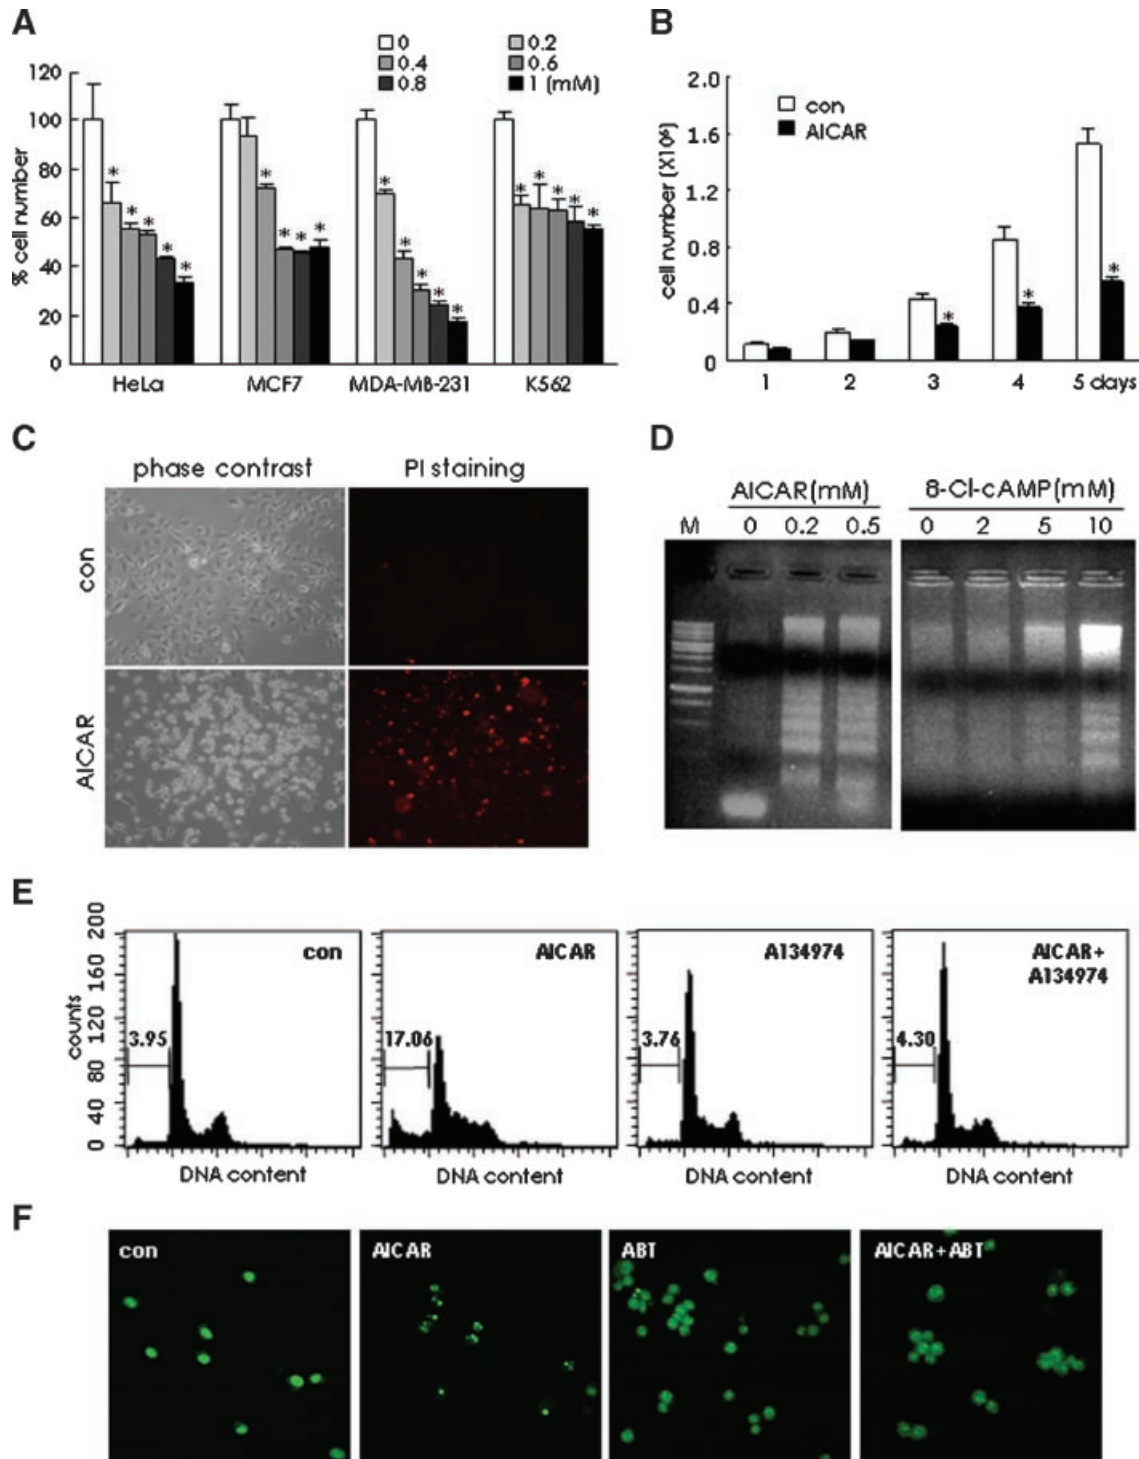 A
0
0.2
0.4
0.6
0.8
1 (mM)
120
100
80
60
40
20
0
% cell number
* * * * *
* * * *
* * * * *
* * * * *
HeLa MCF7 MDA-MB-231 K562
B
2.0
1.6
1.2
0.8
0.4
0
cell number (X10⁶)
con
AICAR
* * *
1 2 3 4 5 days
C
phase contrast PI staining
con
AICAR
D
AICAR(mM) 8-Cl-cAMP(mM)
M 0 0.2 0.5 0 2 5 10
E
200
160
120
80
40
0
counts
con
3.95
DNA content
AICAR
17.06
DNA content
A134974
3.76
DNA content
AICAR+
A134974
4.30
DNA content
F
con
AICAR
ABT
AICAR+ABT